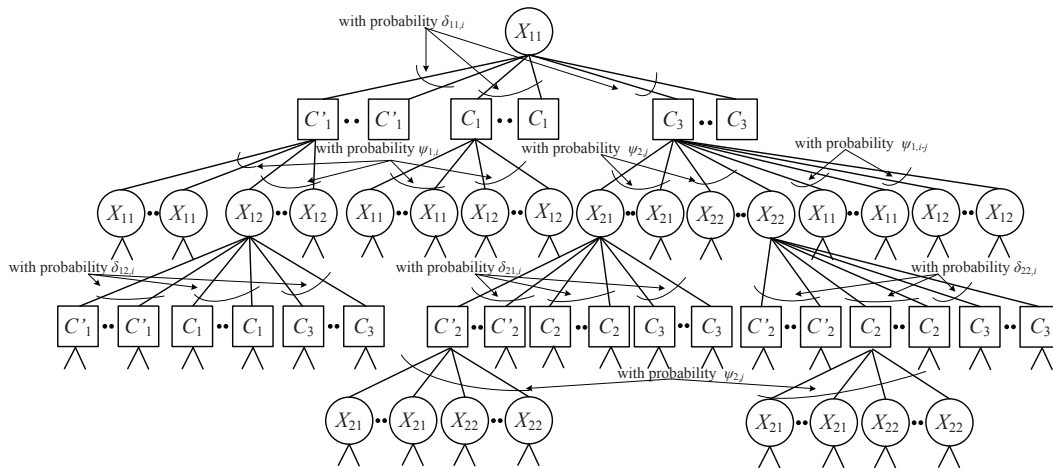 with probability δ₁₁,ᵢ
X₁₁
C'₁ •• C'₁ C₁ •• C₁ C₃ •• C₃
with probability ψ₁,ᵢ with probability ψ₂,ⱼ with probability ψ₁,ᵢ₋ⱼ
X₁₁ •• X₁₁ X₁₂ •• X₁₂ X₁₁ •• X₁₁ X₁₂ •• X₁₂ X₂₁ •• X₂₁ X₂₂ •• X₂₂ X₁₁ •• X₁₁ X₁₂ •• X₁₂
with probability δ₁₂,ᵢ with probability δ₂₁,ᵢ with probability δ₂₂,ᵢ
C'₁ •• C'₁ C₁ •• C₁ C₃ •• C₃ C'₂ •• C'₂ C₂ •• C₂ C₃ •• C₃ C'₂ •• C'₂ C₂ •• C₂ C₃ •• C₃
with probability ψ₂,ⱼ
X₂₁ •• X₂₁ X₂₂ •• X₂₂ X₂₁ •• X₂₁ X₂₂ •• X₂₂